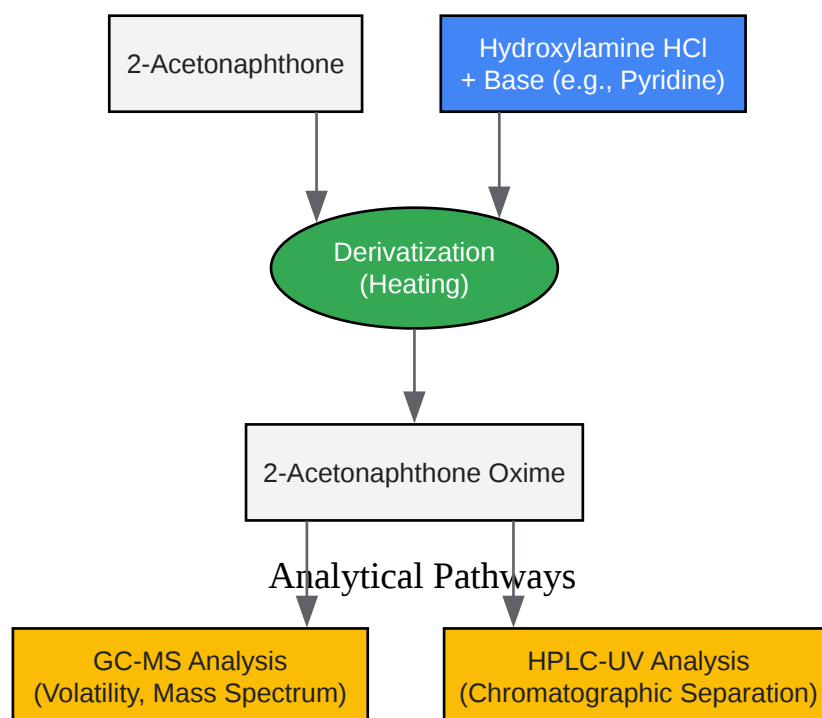 2-Acetonaphthone
Hydroxylamine HCl
+ Base (e.g., Pyridine)
Derivatization
(Heating)
2-Acetonaphthone Oxime
Analytical Pathways
GC-MS Analysis
(Volatility, Mass Spectrum)
HPLC-UV Analysis
(Chromatographic Separation)